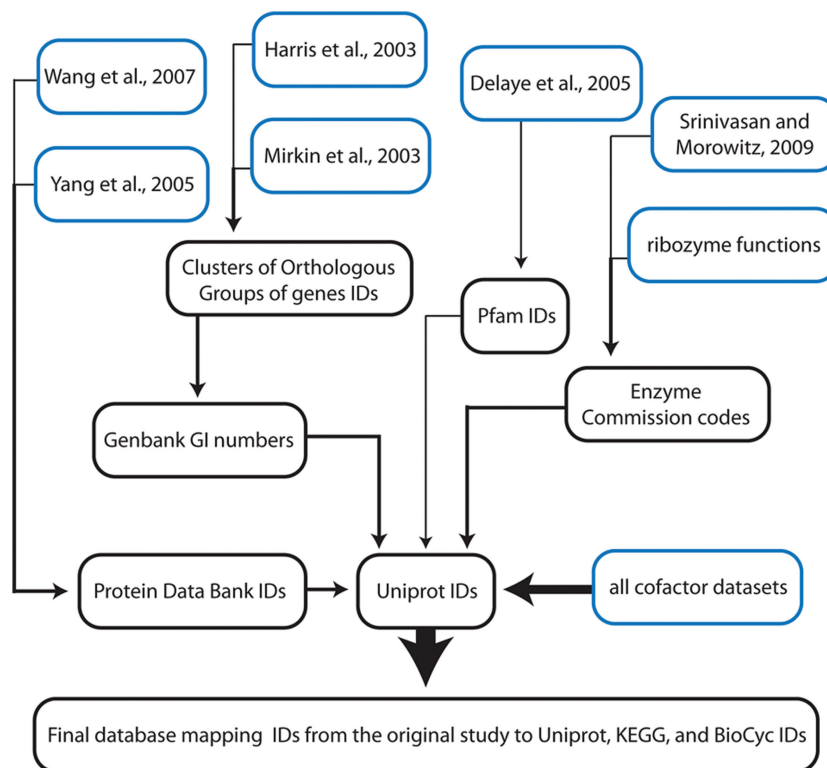 Harris et al., 2003
Wang et al., 2007
Delaye et al., 2005
Srinivasan and
Morowitz, 2009
Mirkin et al., 2003
Yang et al., 2005
ribozyme functions
Clusters of Orthologous
Groups of genes IDs
Pfam IDs
Enzyme
Commission codes
Genbank GI numbers
Protein Data Bank IDs
Uniprot IDs
all cofactor datasets
Final database mapping IDs from the original study to Uniprot, KEGG, and BioCyc IDs